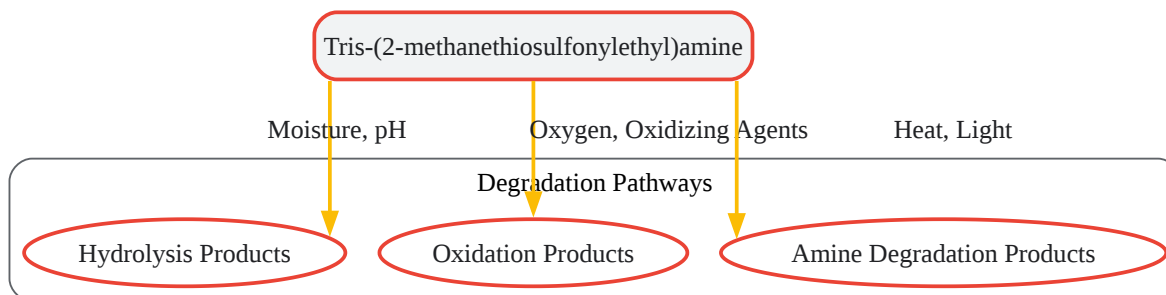 Tris-(2-methanethiosulfonylethyl)amine
Moisture, pH
Oxygen, Oxidizing Agents
Heat, Light
Degradation Pathways
Hydrolysis Products
Oxidation Products
Amine Degradation Products